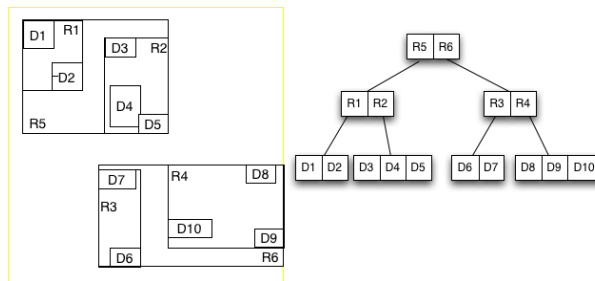 D1 R1
D3 R2
D2
D4
R5 D5
D7 R4 D8
R3
D10 D9
D6 R6
R5 R6
R1 R2 R3 R4
D1 D2 D3 D4 D5 D6 D7 D8 D9 D10